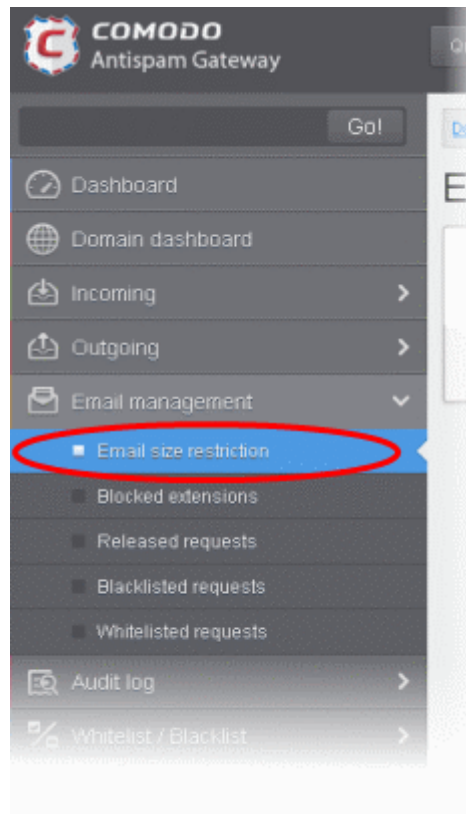 COMODO
Antispam Gateway
Go!
Dashboard
E
Domain dashboard
Incoming
Outgoing
Email management
Email size restriction
Blocked extensions
Released requests
Blacklisted requests
Whitelisted requests
Audit log
Whitelist / Blacklist